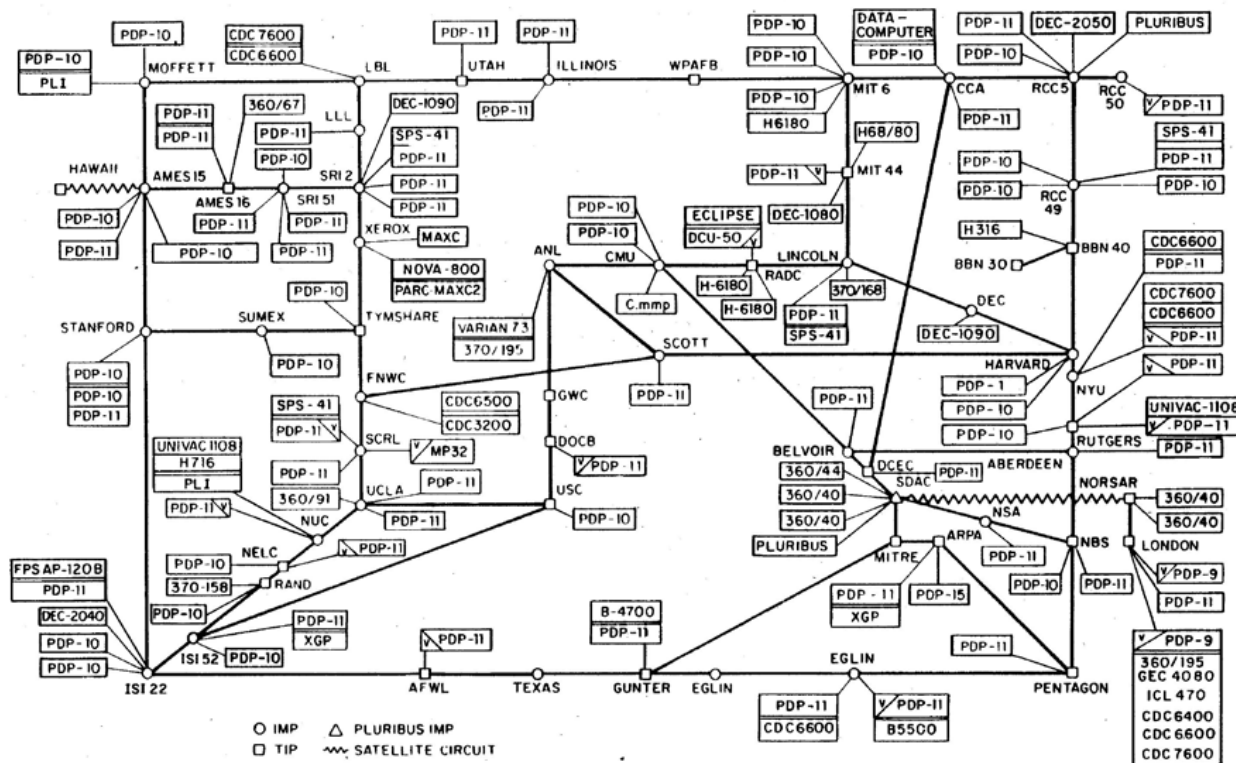 PDP-10
CDC7600
CDC6600
PDP-11
PDP-11
PDP-10
DATA-
COMPUTER
PDP-10
PDP-11
DEC-2050
PLURIBUS
PDP-10
PLI
MOFFETT
LBL
UTAH
ILLINOIS
WPAFB
PDP-10
PDP-10
MIT 6
CCA
RCC5
RCC
50
PDP-11
PDP-10
H6180
PDP-11
PDP-10
V PDP-11
PDP-11
PDP-11
360/67
LLL
PDP-11
DEC-1090
SPS-41
PDP-11
H68/80
SPS-41
PDP-11
PDP-10
PDP-10
PDP-10
RCC
49
HAWAII
AMES 15
AMES 16
PDP-10
SRI 51
SRI 2
PDP-11
PDP-11
PDP-11 V
MIT 44
DEC-1080
PDP-10
PDP-11
PDP-10
PDP-11
PDP-11
PDP-11
XEROX
MAXC
NOVA-800
PARC-MAXC2
PDP-10
PDP-10
ECLIPSE
DCU-50 V
H316
BBN 30
BBN 40
CDC6600
PDP-11
ANL
CMU
RADC
LINCOLN
C.mmp
H-6180
H-6180
370/168
PDP-11
SPS-41
DEC
DEC-1090
CDC7600
CDC6600
V PDP-11
V PDP-11
STANFORD
SUMEX
PDP-10
TYMSHARE
VARIAN 73
370/195
SCOTT
HARVARD
PDP-10
PDP-10
PDP-11
PDP-10
FNWC
PDP-11
PDP-1
PDP-10
PDP-10
NYU
CDC6500
CDC3200
GWC
SPS-41
PDP-11 V
SCRL
V MP32
DOCB
V PDP-11
PDP-11
BELVOIR
UNIVAC-1108
V PDP-11
RUTGERS
PDP-11
ABERDEEN
UNIVAC1108
H716
PLI
PDP-11
360/91
UCLA
PDP-11
PDP-11
USC
PDP-10
360/44
360/40
360/40
PLURIBUS
DCEC
PDP-11
SDAC
NORSAR
360/40
360/40
PDP-11 V
NUC
NSA
PDP-11
NELC
PDP-10
V PDP-11
MITRE
ARPA
NBS
PDP-10
PDP-11
LONDON
V PDP-9
PDP-11
FPS AP-120B
PDP-11
370-158
RAND
PDP-10
PDP-11
XGP
PDP-15
DEC-2040
PDP-10
PDP-10
ISI 52
PDP-11
XGP
PDP-10
V PDP-11
B-4700
PDP-11
PDP-11
V PDP-9
360/195
GEC 4080
ICL 470
CDC6400
CDC6600
CDC7600
ISI 22
AFWL
TEXAS
GUNTER
EGLIN
EGLIN
PENTAGON
PDP-11
CDC6600
V PDP-11
B5500
IMP
PLURIBUS IMP
TIP
SATELLITE CIRCUIT